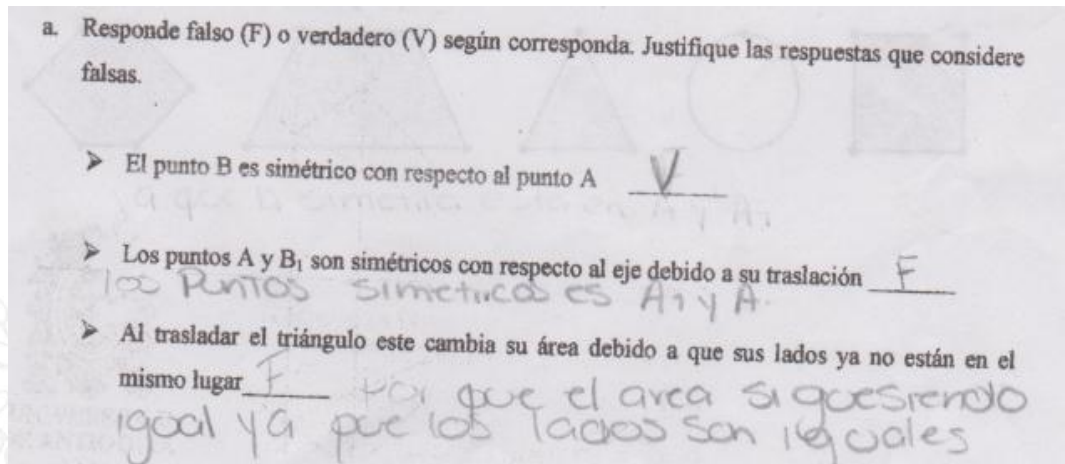 a. Responde falso (F) o verdadero (V) según corresponda. Justifique las respuestas que considere
falsas.
➤ El punto B es simétrico con respecto al punto A V
➤ Los puntos A y B₁ son simétricos con respecto al eje debido a su traslación F
los Puntos simetricos es A1 y A.
➤ Al trasladar el triángulo este cambia su área debido a que sus lados ya no están en el
mismo lugar F Por que el area sigue siendo
igual ya que los lados son iguales